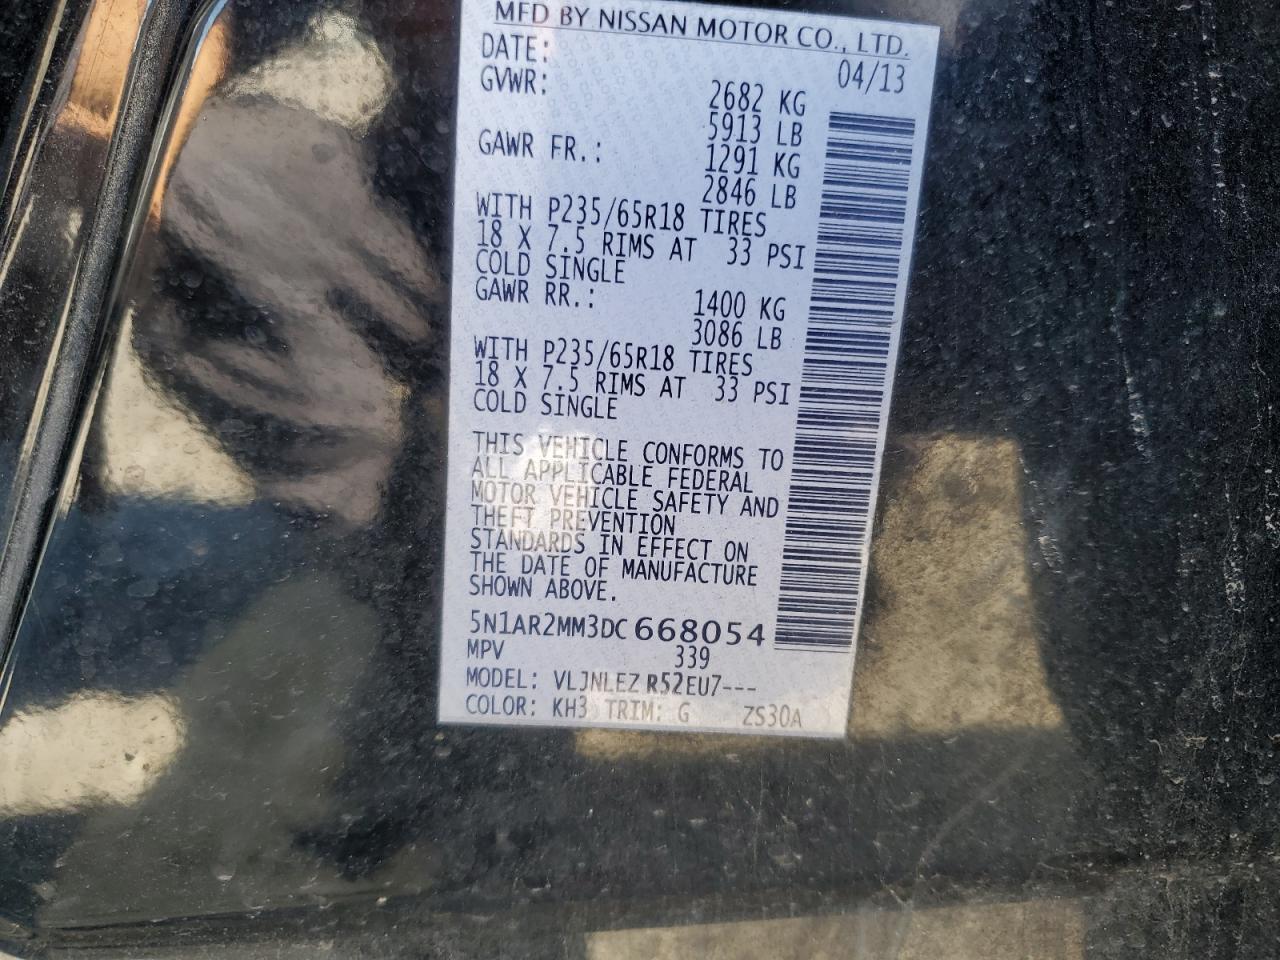 MFD BY NISSAN MOTOR CO., LTD.
DATE: 04/13
GVWR: 2682 KG
5913 LB
GAWR FR.: 1291 KG
2846 LB
WITH P235/65R18 TIRES
18 X 7.5 RIMS AT 33 PSI
COLD SINGLE
GAWR RR.: 1400 KG
3086 LB
WITH P235/65R18 TIRES
18 X 7.5 RIMS AT 33 PSI
COLD SINGLE
THIS VEHICLE CONFORMS TO
ALL APPLICABLE FEDERAL
MOTOR VEHICLE SAFETY AND
THEFT PREVENTION
STANDARDS IN EFFECT ON
THE DATE OF MANUFACTURE
SHOWN ABOVE.
5N1AR2MM3DC668054
MPV 339
MODEL: VLJNLEZ R52EU7---
COLOR: KH3 TRIM: G ZS30A